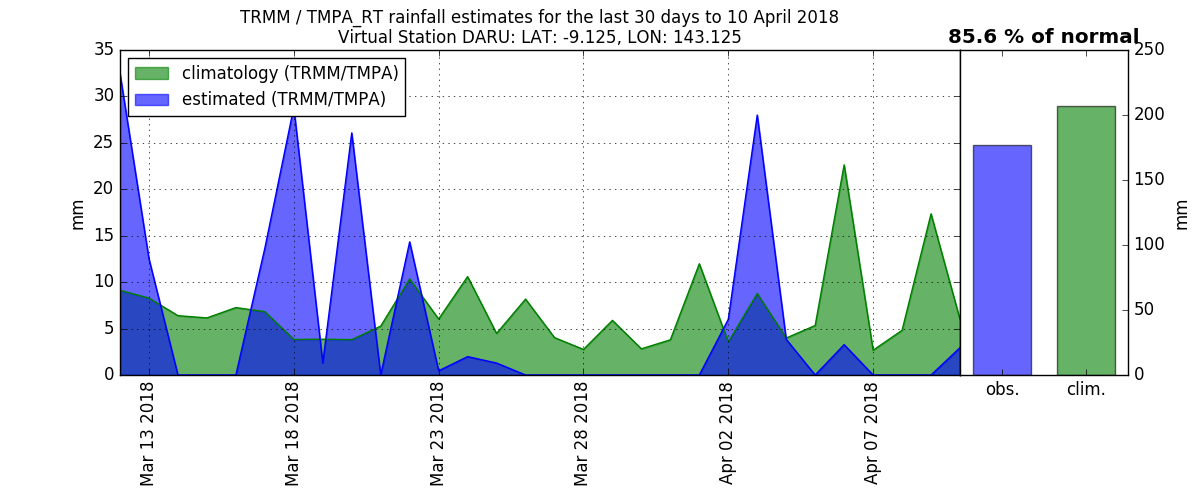 TRMM / TMPA_RT rainfall estimates for the last 30 days to 10 April 2018
Virtual Station DARU: LAT: -9.125, LON: 143.125
85.6 % of normal
climatology (TRMM/TMPA)
estimated (TRMM/TMPA)
35
30
25
20
15
10
5
0
mm
Mar 13 2018
Mar 18 2018
Mar 23 2018
Mar 28 2018
Apr 02 2018
Apr 07 2018
250
200
150
100
50
0
mm
obs.
clim.